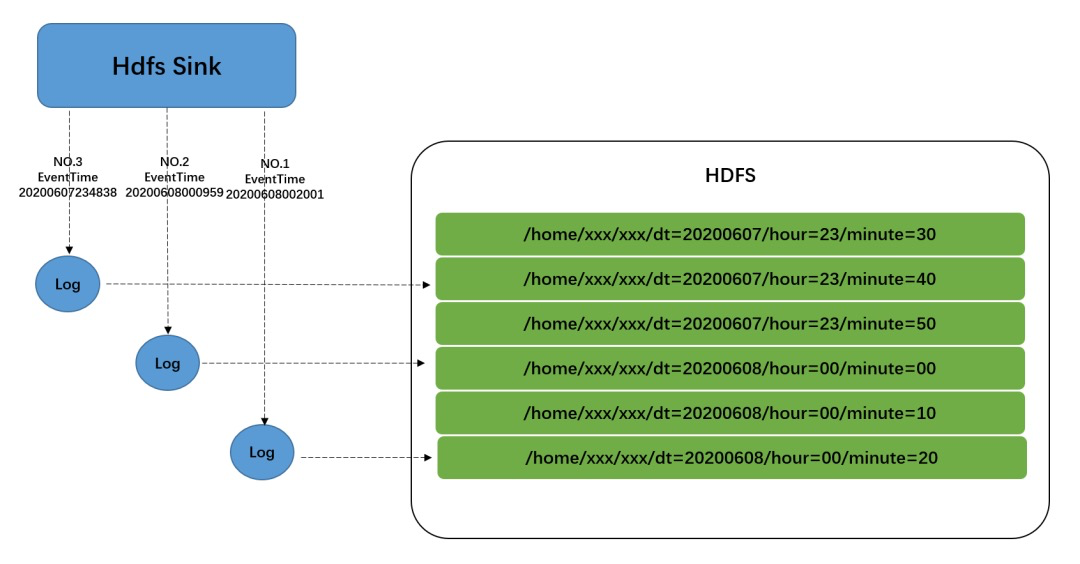 Hdfs Sink
NO.3
EventTime
20200607234838
NO.2
EventTime
20200608000959
NO.1
EventTime
20200608002001
Log
Log
Log
HDFS
/home/xxx/xxx/dt=20200607/hour=23/minute=30
/home/xxx/xxx/dt=20200607/hour=23/minute=40
/home/xxx/xxx/dt=20200607/hour=23/minute=50
/home/xxx/xxx/dt=20200608/hour=00/minute=00
/home/xxx/xxx/dt=20200608/hour=00/minute=10
/home/xxx/xxx/dt=20200608/hour=00/minute=20